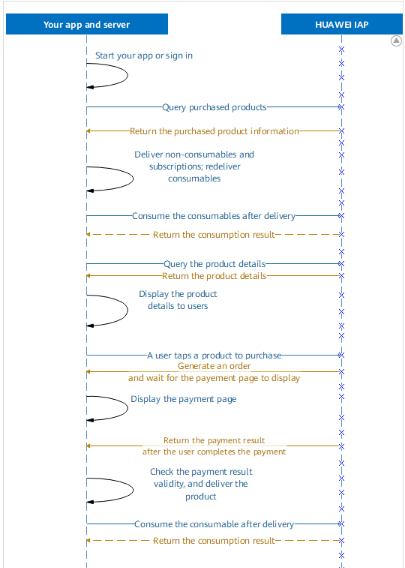 Your app and server
HUAWEI IAP
Start your app or sign in
Query purchased products
Return the purchased product information
Deliver non-consumables and
subscriptions; redeliver
consumables
Consume the consumables after delivery
Return the consumption result
Query the product details
Return the product details
Display the product
details to users
A user taps a product to purchase
Generate an order
and wait for the payement page to display
Display the payment page
Return the payment result
after the user completes the payment
Check the payment result
validity, and deliver the
product
Consume the consumable after delivery
Return the consumption result